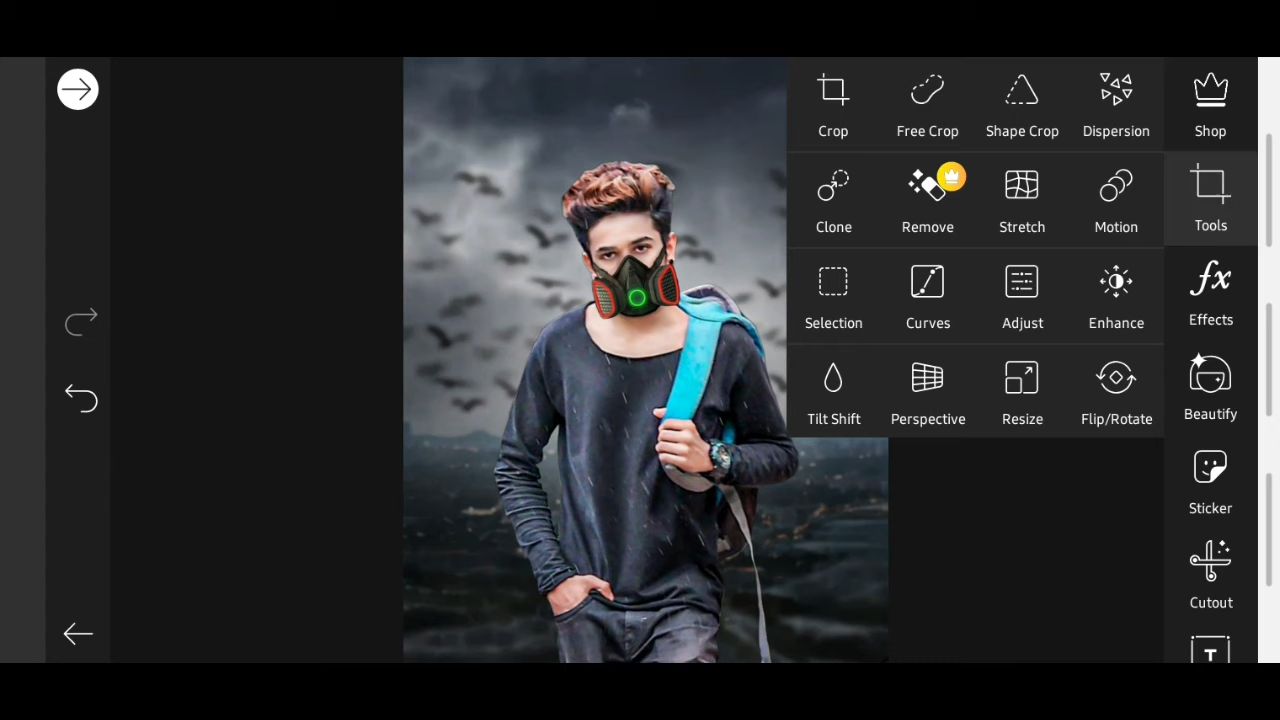 Crop Free Crop Shape Crop Dispersion Shop
Clone Remove Stretch Motion Tools
Selection Curves Adjust Enhance fx
Effects
Tilt Shift Perspective Resize Flip/Rotate Beautify
Sticker
Cutout
T